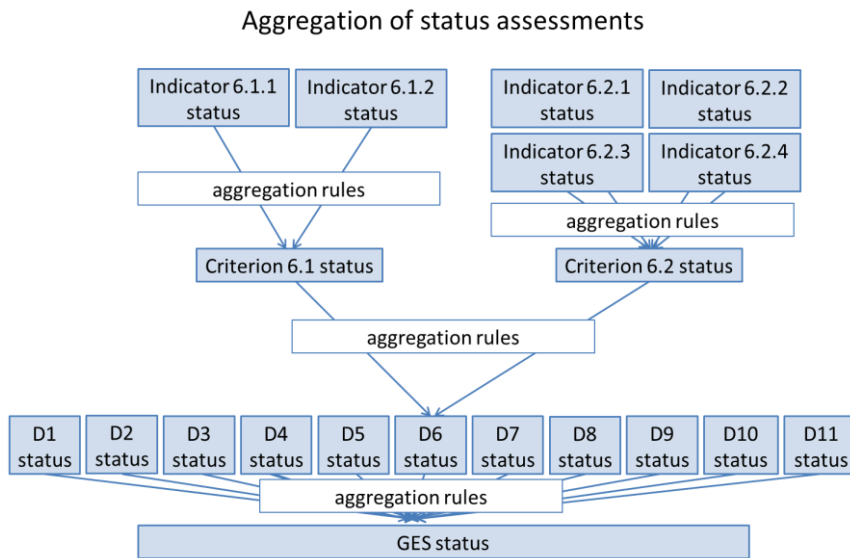 Aggregation of status assessments
Indicator 6.1.1
status
Indicator 6.1.2
status
Indicator 6.2.1
status
Indicator 6.2.2
status
Indicator 6.2.3
status
Indicator 6.2.4
status
aggregation rules
aggregation rules
Criterion 6.1 status
Criterion 6.2 status
aggregation rules
D1
status
D2
status
D3
status
D4
status
D5
status
D6
status
D7
status
D8
status
D9
status
D10
status
D11
status
aggregation rules
GES status